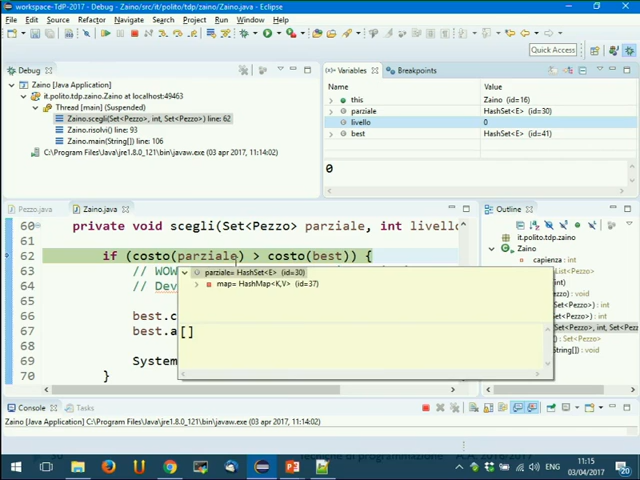 workspace-TdP-2017 - Debug - Zaino/src/it/polito/tdp/zaino/Zaino.java - Eclipse
File Edit Source Refactor Navigate Search Project Run Window Help
Quick Access
Debug
Zaino [Java Application]
it.polito.tdp.zaino.Zaino at localhost:49463
Thread [main] (Suspended)
Zaino.scegli(Set<Pezzo>, int, Set<Pezzo>) line: 62
Zaino.risolvi() line: 93
Zaino.main(String[]) line: 106
C:\Program Files\Java\jre1.8.0_121\bin\javaw.exe (03 apr 2017, 11:14:02)
Variables Breakpoints
Name Value
this Zaino (id=16)
parziale HashSet<E> (id=30)
livello 0
best HashSet<E> (id=41)
0
Pezzo.java Zaino.java
60 private void scegli(Set<Pezzo> parziale, int livello
61
62 if (costo(parziale) > costo(best)) {
63 // WOW
64 // Dev
65
66 best.c
67 best.a
68
69 System
70 }
parziale= HashSet<E> (id=30)
map= HashMap<K,V> (id=37)
[]
Outline
it.polito.tdp.zaino
Zaino
capienza : int
Console Tasks
Zaino [Java Application] C:\Program Files\Java\jre1.8.0_121\bin\javaw.exe (03 apr 2017, 11:14:02)
11:15
03/04/2017